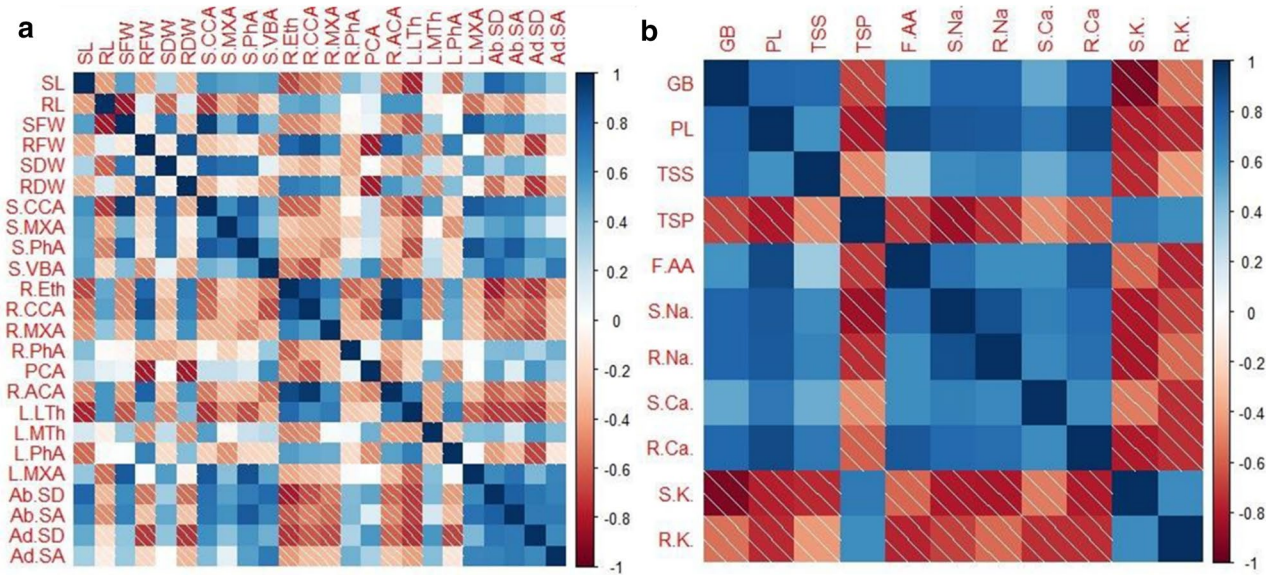 a
SL
RL
SFW
RFW
SDW
RDW
S.CCA
S.MXA
S.PhA
S.VBA
R.Eth
R.CCA
R.MXA
R.PhA
PCA
R.ACA
L.LTh
L.MTh
L.PhA
L.MXA
Ab.SD
Ab.SA
Ad.SD
Ad.SA
SL
RL
SFW
RFW
SDW
RDW
S.CCA
S.MXA
S.PhA
S.VBA
R.Eth
R.CCA
R.MXA
R.PhA
PCA
R.ACA
L.LTh
L.MTh
L.PhA
L.MXA
Ab.SD
Ab.SA
Ad.SD
Ad.SA
1
0.8
0.6
0.4
0.2
0
-0.2
-0.4
-0.6
-0.8
-1
b
GB
PL
TSS
TSP
F.AA
S.Na.
R.Na
S.Ca.
R.Ca
S.K.
R.K.
GB
PL
TSS
TSP
F.AA
S.Na.
R.Na.
S.Ca.
R.Ca.
S.K.
R.K.
1
0.8
0.6
0.4
0.2
0
-0.2
-0.4
-0.6
-0.8
-1